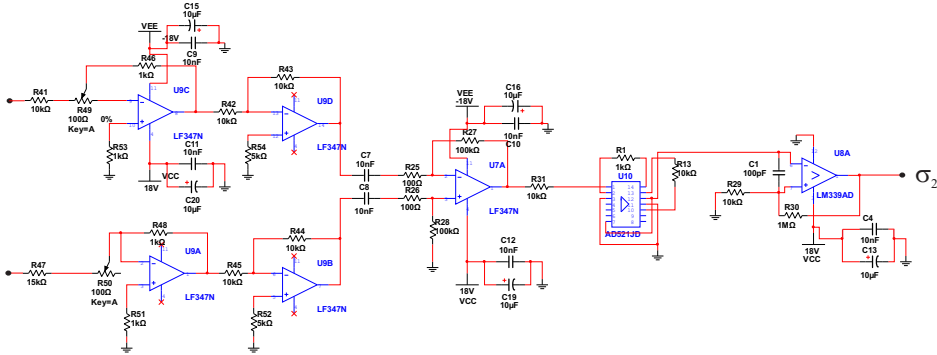 C15
10µF
VEE
-18V
C9
10nF
R46
1kΩ
U9C
R43
10kΩ
U9D
R41
10kΩ
R49
100Ω
Key=A
0%
R42
10kΩ
LF347N
R53
1kΩ
R54
5kΩ
LF347N
C11
10nF
VCC
18V
C20
10µF
C7
10nF
C8
10nF
R25
100Ω
R26
100Ω
VEE
-18V
C16
10µF
10nF
C10
R27
100kΩ
U7A
LF347N
R28
100kΩ
R31
10kΩ
C12
10nF
18V
VCC
C19
10µF
R1
1kΩ
U10
R13
10kΩ
AD521JD
C1
100pF
R29
10kΩ
U8A
LM339AD
R30
1MΩ
18V
VCC
C4
10nF
C13
10µF
σ2
R48
1kΩ
U9A
R44
10kΩ
U9B
R47
15kΩ
R50
100Ω
Key=A
R45
10kΩ
LF347N
LF347N
R51
1kΩ
R52
5kΩ